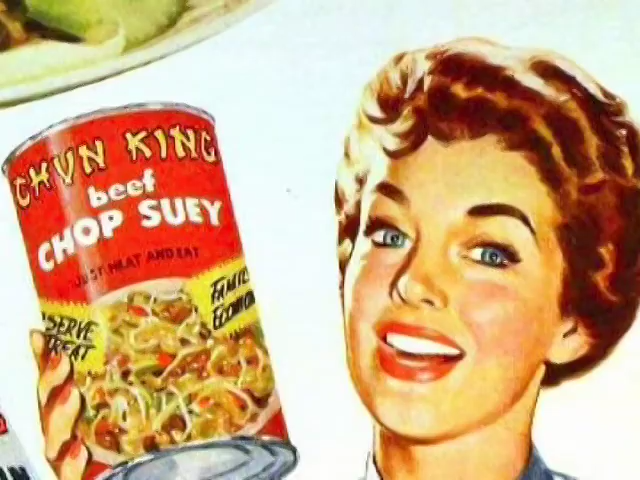 CHUN KING
beef
CHOP SUEY
JUST HEAT AND EAT
FAMILY
ECONOMY
SERVE
TREAT